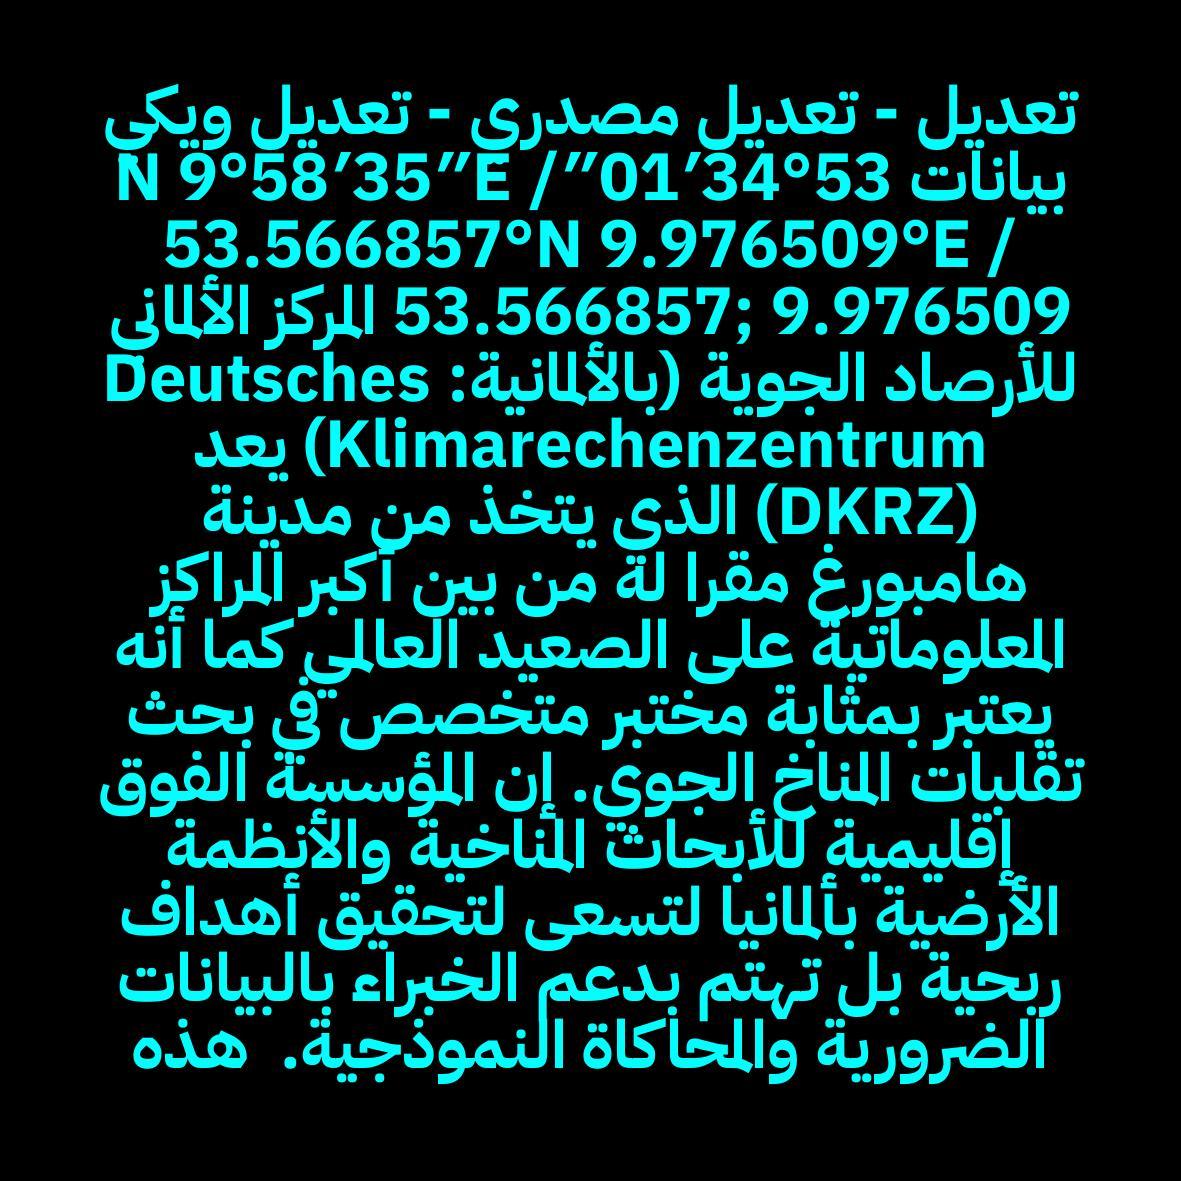 تعديل - تعديل مصدري - تعديل ويكي
بيانات 53°34′01″N 9°58′35″E /
53.566857°N 9.976509°E /
53.566857; 9.976509 المركز الألماني
للأرصاد الجوية (بالألمانية: Deutsches
Klimarechenzentrum) يعد
(DKRZ) الذي يتخذ من مدينة
هامبورغ مقرا لة من بين أكبر المراكز
المعلوماتية على الصعيد العالمي كما أنه
يعتبر بمثابة مختبر متخصص في بحث
تقلبات المناخ الجوي. إن المؤسسة الفوق
إقليمية للأبحاث المناخية والأنظمة
الأرضية بألمانيا لتسعى لتحقيق أهداف
ربحية بل تهتم بدعم الخبراء بالبيانات
الضرورية والمحاكاة النموذجية. هذه